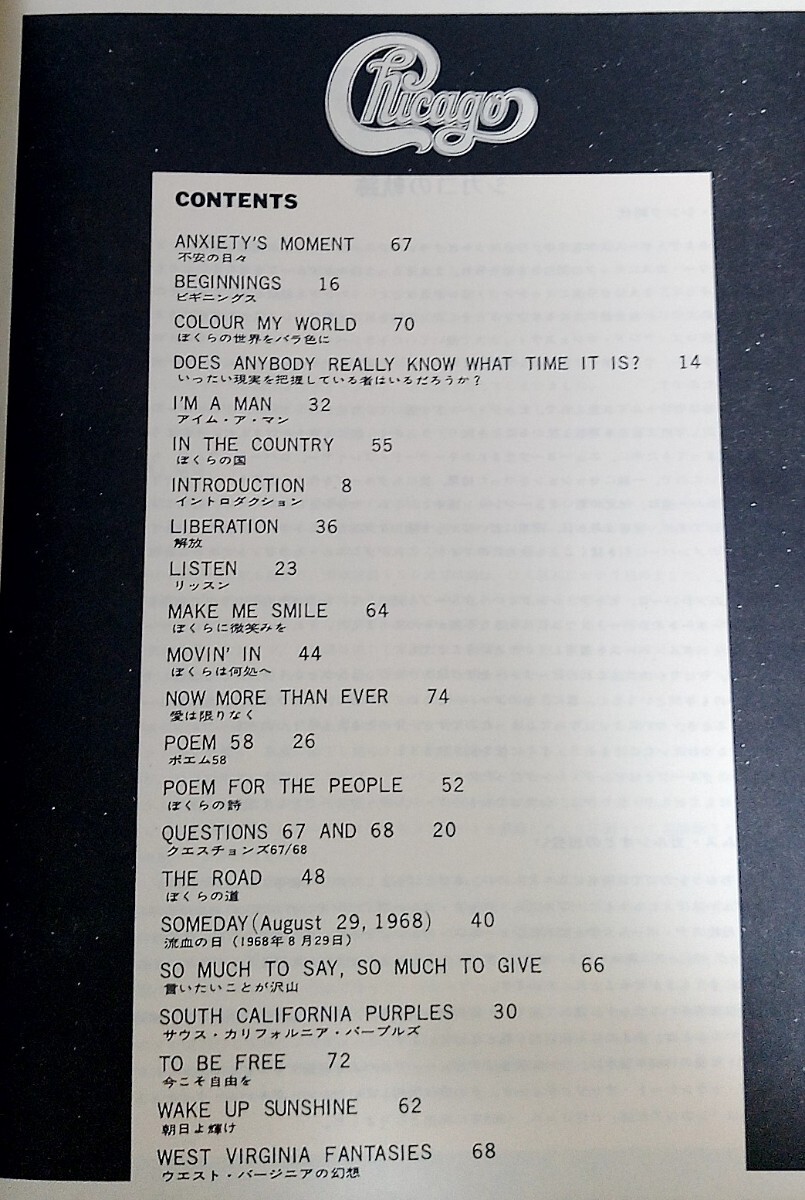 Chicago
CONTENTS
ANXIETY'S MOMENT 67
不安の日々
BEGINNINGS 16
ビギニングス
COLOUR MY WORLD 70
ぼくらの世界をバラ色に
DOES ANYBODY REALLY KNOW WHAT TIME IT IS? 14
いったい現実を把握している者はいるだろうか?
I'M A MAN 32
アイム・ア・マン
IN THE COUNTRY 55
ぼくらの国
INTRODUCTION 8
イントロダクション
LIBERATION 36
解放
LISTEN 23
リッスン
MAKE ME SMILE 64
ぼくらに微笑みを
MOVIN' IN 44
ぼくらは何処へ
NOW MORE THAN EVER 74
愛は限りなく
POEM 58 26
ポエム58
POEM FOR THE PEOPLE 52
ぼくらの詩
QUESTIONS 67 AND 68 20
クエスチョンズ67/68
THE ROAD 48
ぼくらの道
SOMEDAY (August 29, 1968) 40
流血の日 (1968年8月29日)
SO MUCH TO SAY, SO MUCH TO GIVE 66
言いたいことが沢山
SOUTH CALIFORNIA PURPLES 30
サウス・カリフォルニア・パープルズ
TO BE FREE 72
今こそ自由を
WAKE UP SUNSHINE 62
朝日よ輝け
WEST VIRGINIA FANTASIES 68
ウエスト・バージニアの幻想